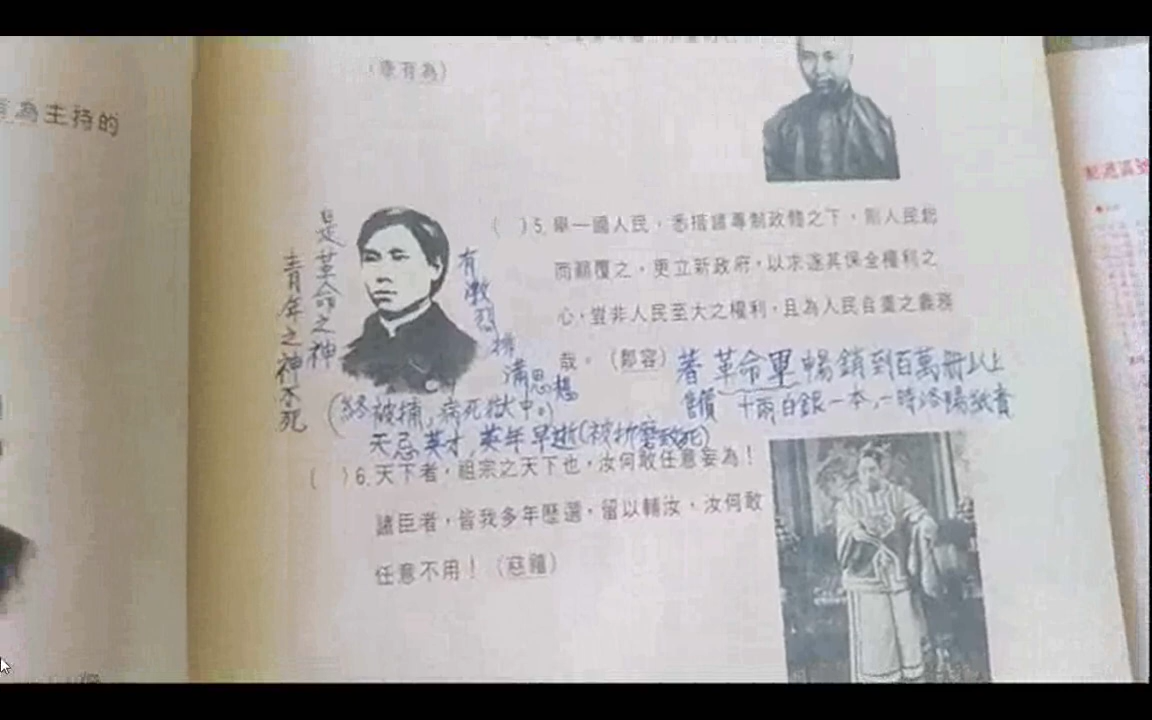 為主持的
（康有為）
（　）5. 舉一國人民，悉措諸專制政體之下，則人民起
而顛覆之，更立新政府，以求遂其保全權利之
心，豈非人民至大之權利，且為人民自重之義務
哉。（鄒容）
著革命軍暢銷到百萬冊以上
售價 十兩白銀一本，一時洛陽紙貴
是革命之神
青年之神不死
有激烈排
滿思想
（終被捕，病死獄中。）
天忌英才，英年早逝（被折磨致死）
（　）6. 天下者，祖宗之天下也，汝何敢任意妄為！
諸臣者，皆我多年歷選，留以輔汝，汝何敢
任意不用！（慈禧）